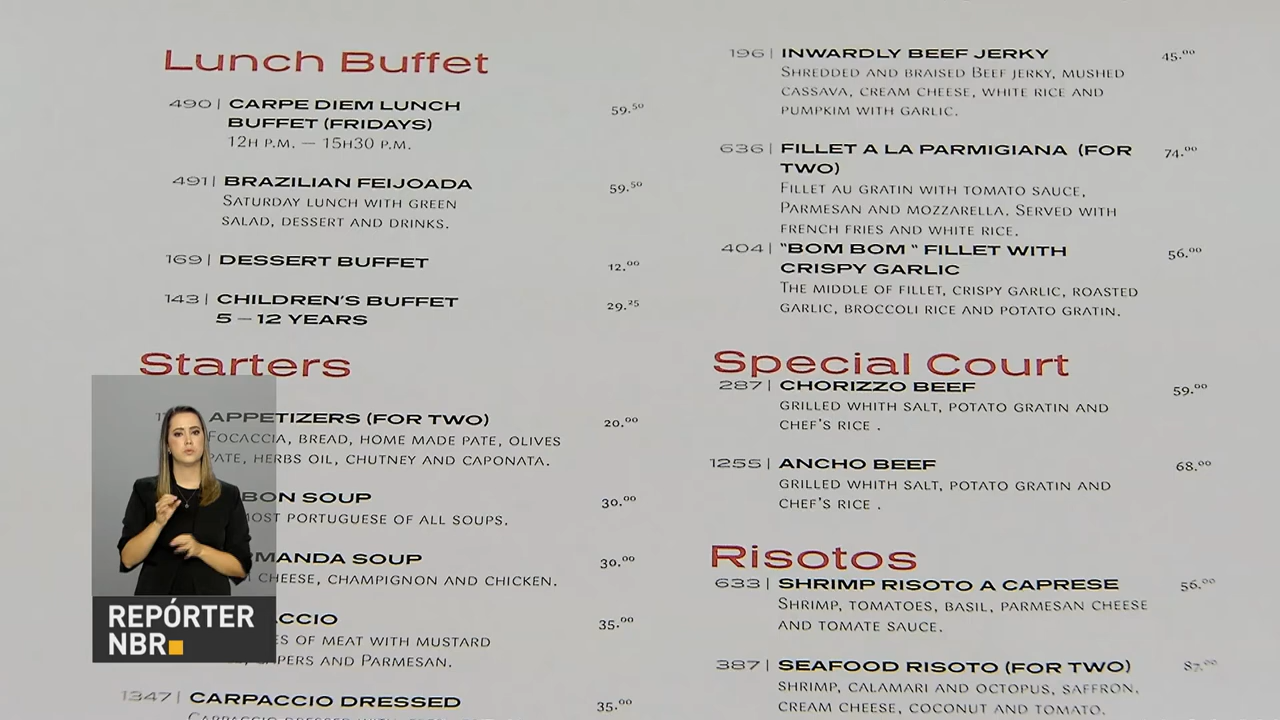 Lunch Buffet
490 | CARPE DIEM LUNCH 59.50
BUFFET (FRIDAYS)
12H P.M. — 15H30 P.M.
491 | BRAZILIAN FEIJOADA 59.50
SATURDAY LUNCH WITH GREEN
SALAD, DESSERT AND DRINKS.
169 | DESSERT BUFFET 12.00
143 | CHILDREN'S BUFFET 29.25
5 – 12 YEARS
Starters
APPETIZERS (FOR TWO) 20.00
FOCACCIA, BREAD, HOME MADE PATE, OLIVES
PATE, HERBS OIL, CHUTNEY AND CAPONATA.
SOUP 30.00
PORTUGUESE OF ALL SOUPS.
SOUP 30.00
CHEESE, CHAMPIGNON AND CHICKEN.
35.00
OF MEAT WITH MUSTARD
AND PARMESAN.
1347 | CARPACCIO DRESSED 35.00
CARPACCIO DRESSED WITH
196 | INWARDLY BEEF JERKY 45.00
SHREDDED AND BRAISED BEEF JERKY, MUSHED
CASSAVA, CREAM CHEESE, WHITE RICE AND
PUMPKIM WITH GARLIC.
636 | FILLET A LA PARMIGIANA (FOR 74.00
TWO)
FILLET AU GRATIN WITH TOMATO SAUCE,
PARMESAN AND MOZZARELLA. SERVED WITH
FRENCH FRIES AND WHITE RICE.
404 | "BOM BOM " FILLET WITH 56.00
CRISPY GARLIC
THE MIDDLE OF FILLET, CRISPY GARLIC, ROASTED
GARLIC, BROCCOLI RICE AND POTATO GRATIN.
Special Court
287 | CHORIZZO BEEF 59.00
GRILLED WHITH SALT, POTATO GRATIN AND
CHEF'S RICE .
1255 | ANCHO BEEF 68.00
GRILLED WHITH SALT, POTATO GRATIN AND
CHEF'S RICE .
Risotos
633 | SHRIMP RISOTO A CAPRESE 56.00
SHRIMP, TOMATOES, BASIL, PARMESAN CHEESE
AND TOMATE SAUCE.
387 | SEAFOOD RISOTO (FOR TWO) 87.00
SHRIMP, CALAMARI AND OCTOPUS, SAFFRON,
CREAM CHEESE, COCONUT AND TOMATO.
REPÓRTER
NBR